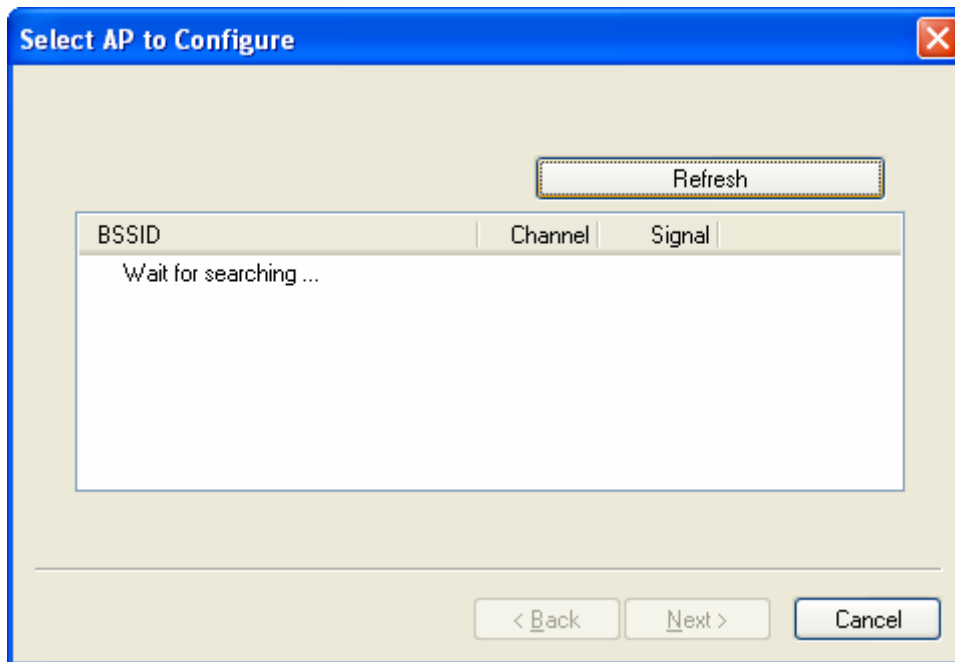 Select AP to Configure
Refresh
BSSID Channel Signal
Wait for searching ...
< Back Next > Cancel